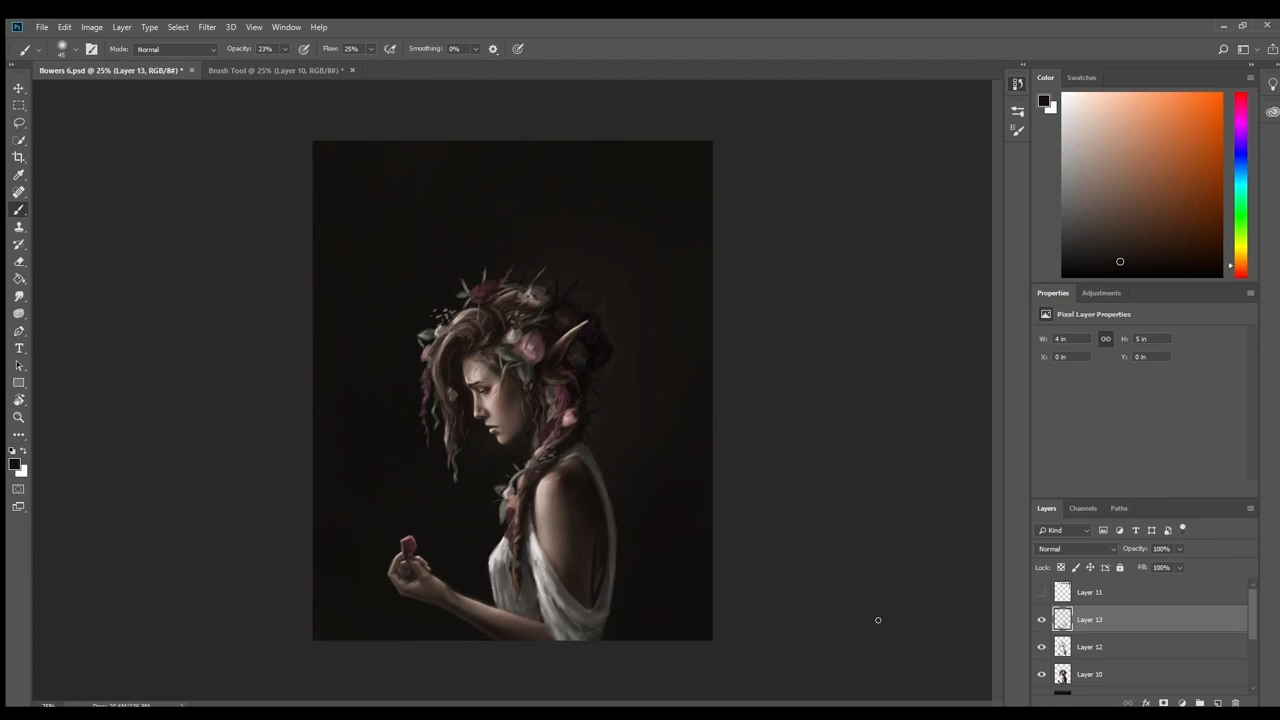 Ps File Edit Image Layer Type Select Filter 3D View Window Help
45 Mode: Normal Opacity: 23% Flow: 25% Smoothing: 0%
flowers 6.psd @ 25% (Layer 13, RGB/8#) * × Brush Tool @ 25% (Layer 10, RGB/8#) * ×
Color Swatches
Properties Adjustments
Pixel Layer Properties
W: 4 in H: 5 in
X: 0 in Y: 0 in
Layers Channels Paths
Kind
Normal Opacity: 100%
Lock: Fill: 100%
Layer 11
Layer 13
Layer 12
Layer 10
fx